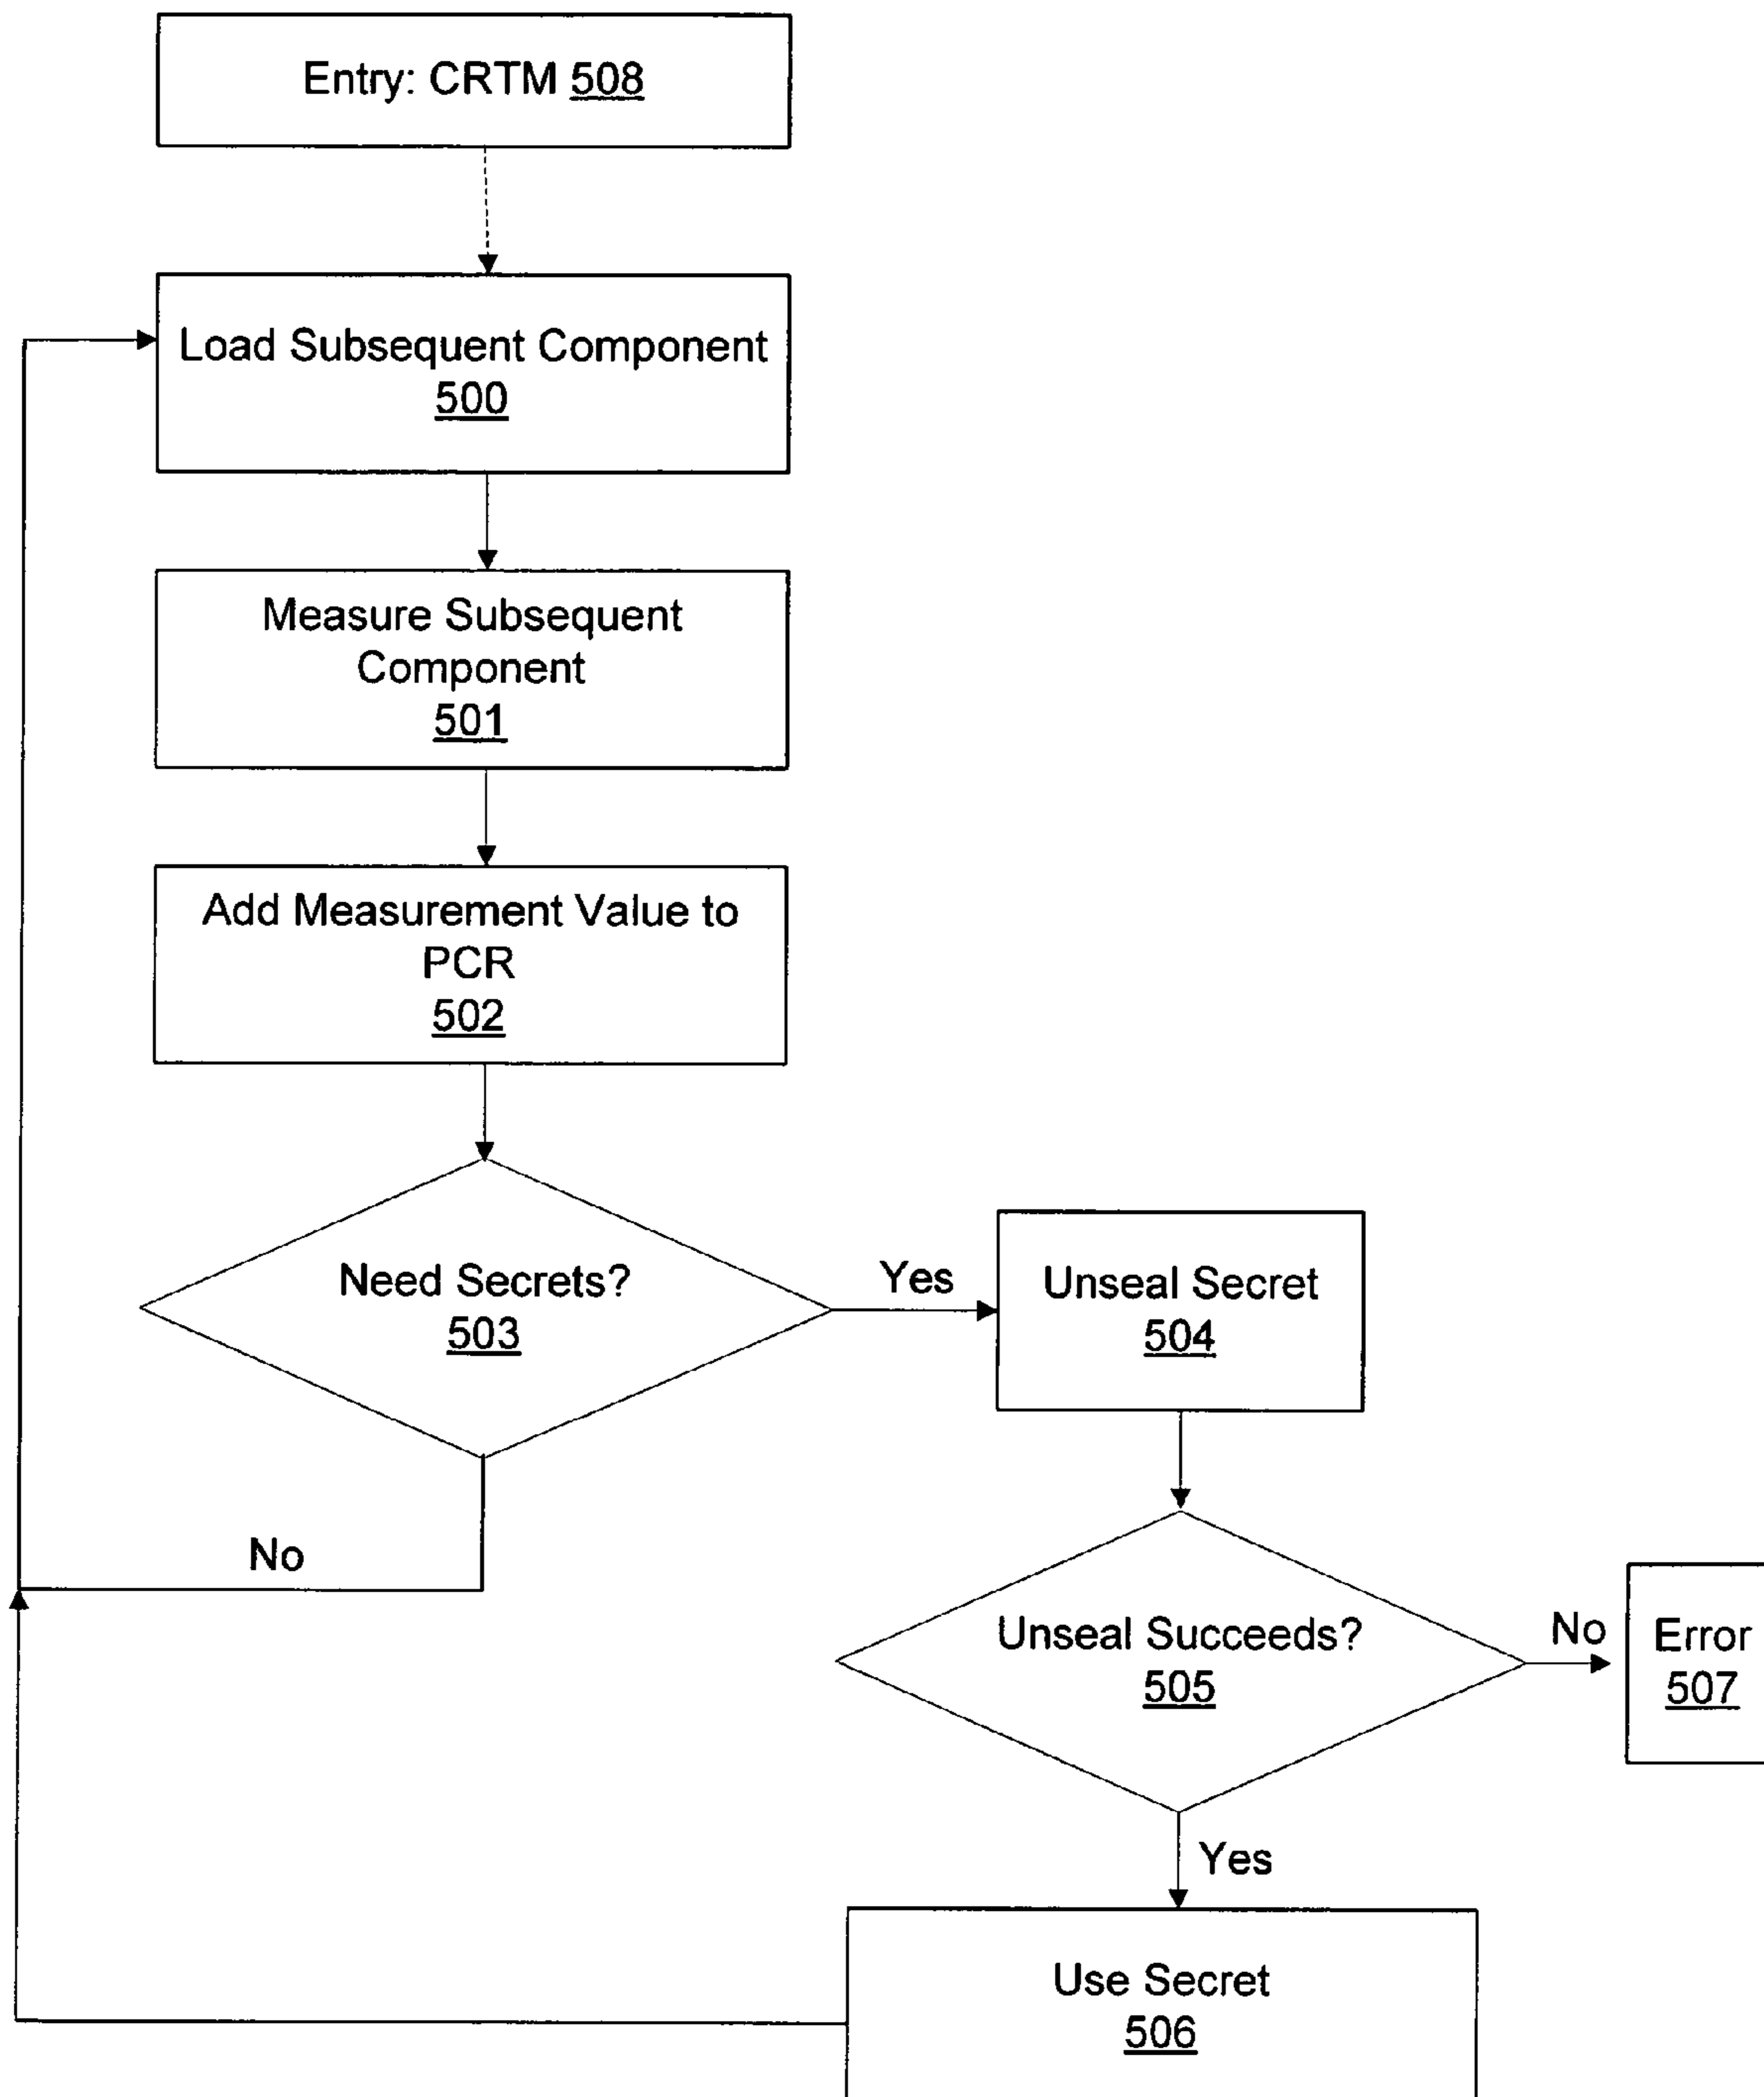 Entry: CRTM 508
Load Subsequent Component
500
Measure Subsequent
Component
501
Add Measurement Value to
PCR
502
Need Secrets?
503
Yes
Unseal Secret
504
No
Unseal Succeeds?
505
No
Error
507
Yes
Use Secret
506